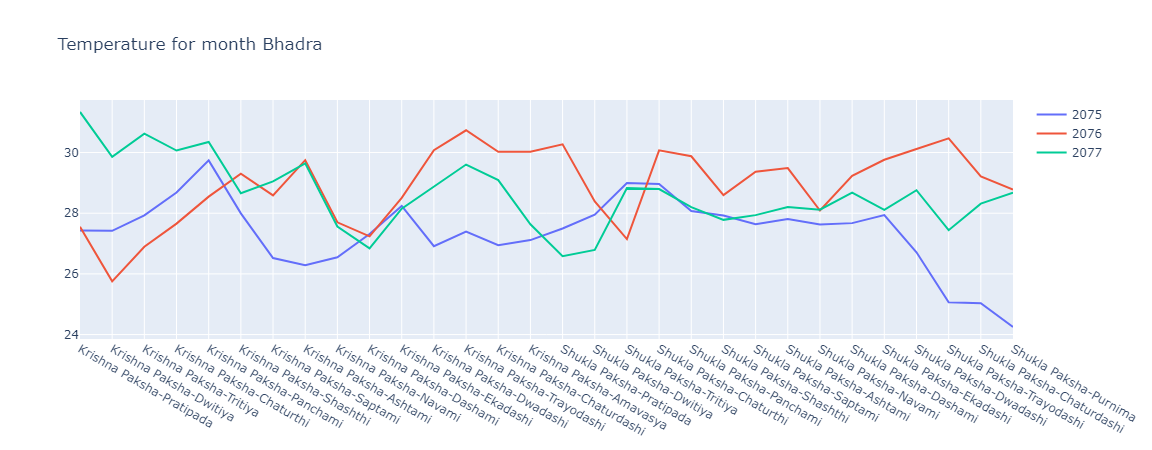 Temperature for month Bhadra
2075
2076
2077
30
28
26
24
Krishna Paksha-Pratipada
Krishna Paksha-Dwitiya
Krishna Paksha-Tritiya
Krishna Paksha-Chaturthi
Krishna Paksha-Panchami
Krishna Paksha-Shashthi
Krishna Paksha-Saptami
Krishna Paksha-Ashtami
Krishna Paksha-Navami
Krishna Paksha-Dashami
Krishna Paksha-Ekadashi
Krishna Paksha-Dwadashi
Krishna Paksha-Trayodashi
Krishna Paksha-Chaturdashi
Krishna Paksha-Amavasya
Shukla Paksha-Pratipada
Shukla Paksha-Dwitiya
Shukla Paksha-Tritiya
Shukla Paksha-Chaturthi
Shukla Paksha-Panchami
Shukla Paksha-Shashthi
Shukla Paksha-Saptami
Shukla Paksha-Ashtami
Shukla Paksha-Navami
Shukla Paksha-Dashami
Shukla Paksha-Ekadashi
Shukla Paksha-Dwadashi
Shukla Paksha-Trayodashi
Shukla Paksha-Chaturdashi
Shukla Paksha-Purnima